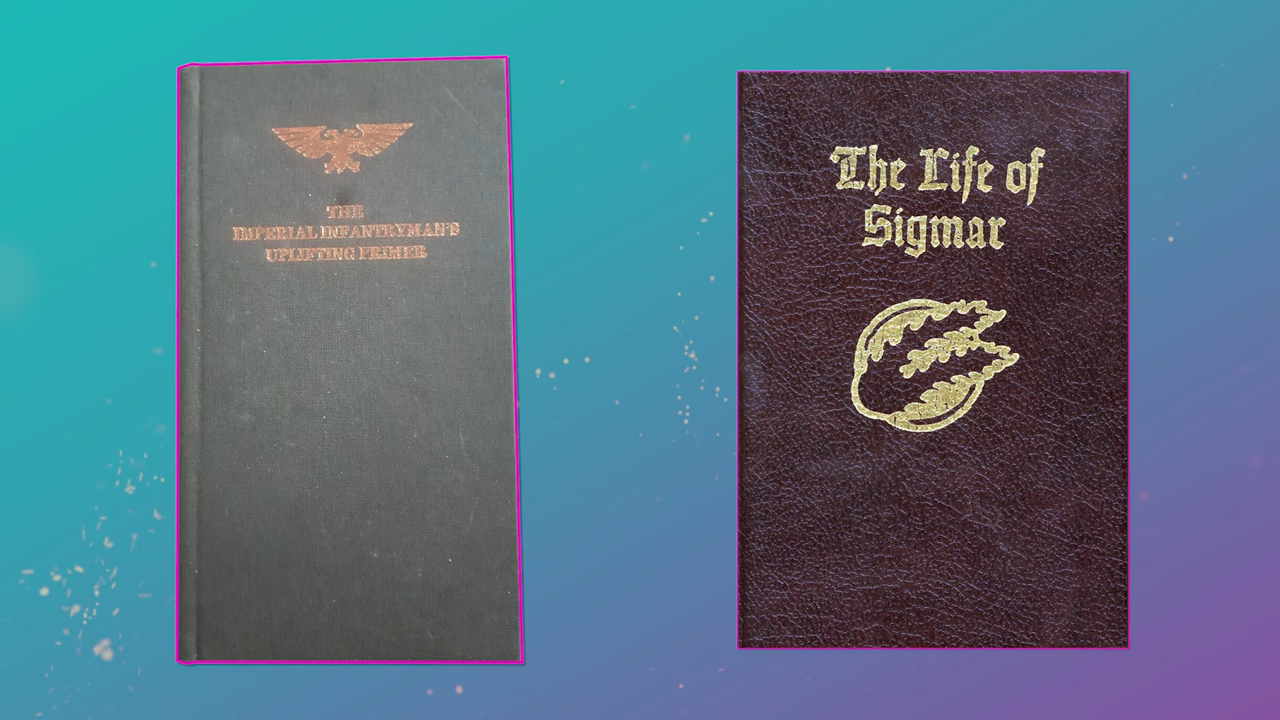 THE
IMPERIAL INFANTRYMAN'S
UPLIFTING PRIMER
The Life of
Sigmar